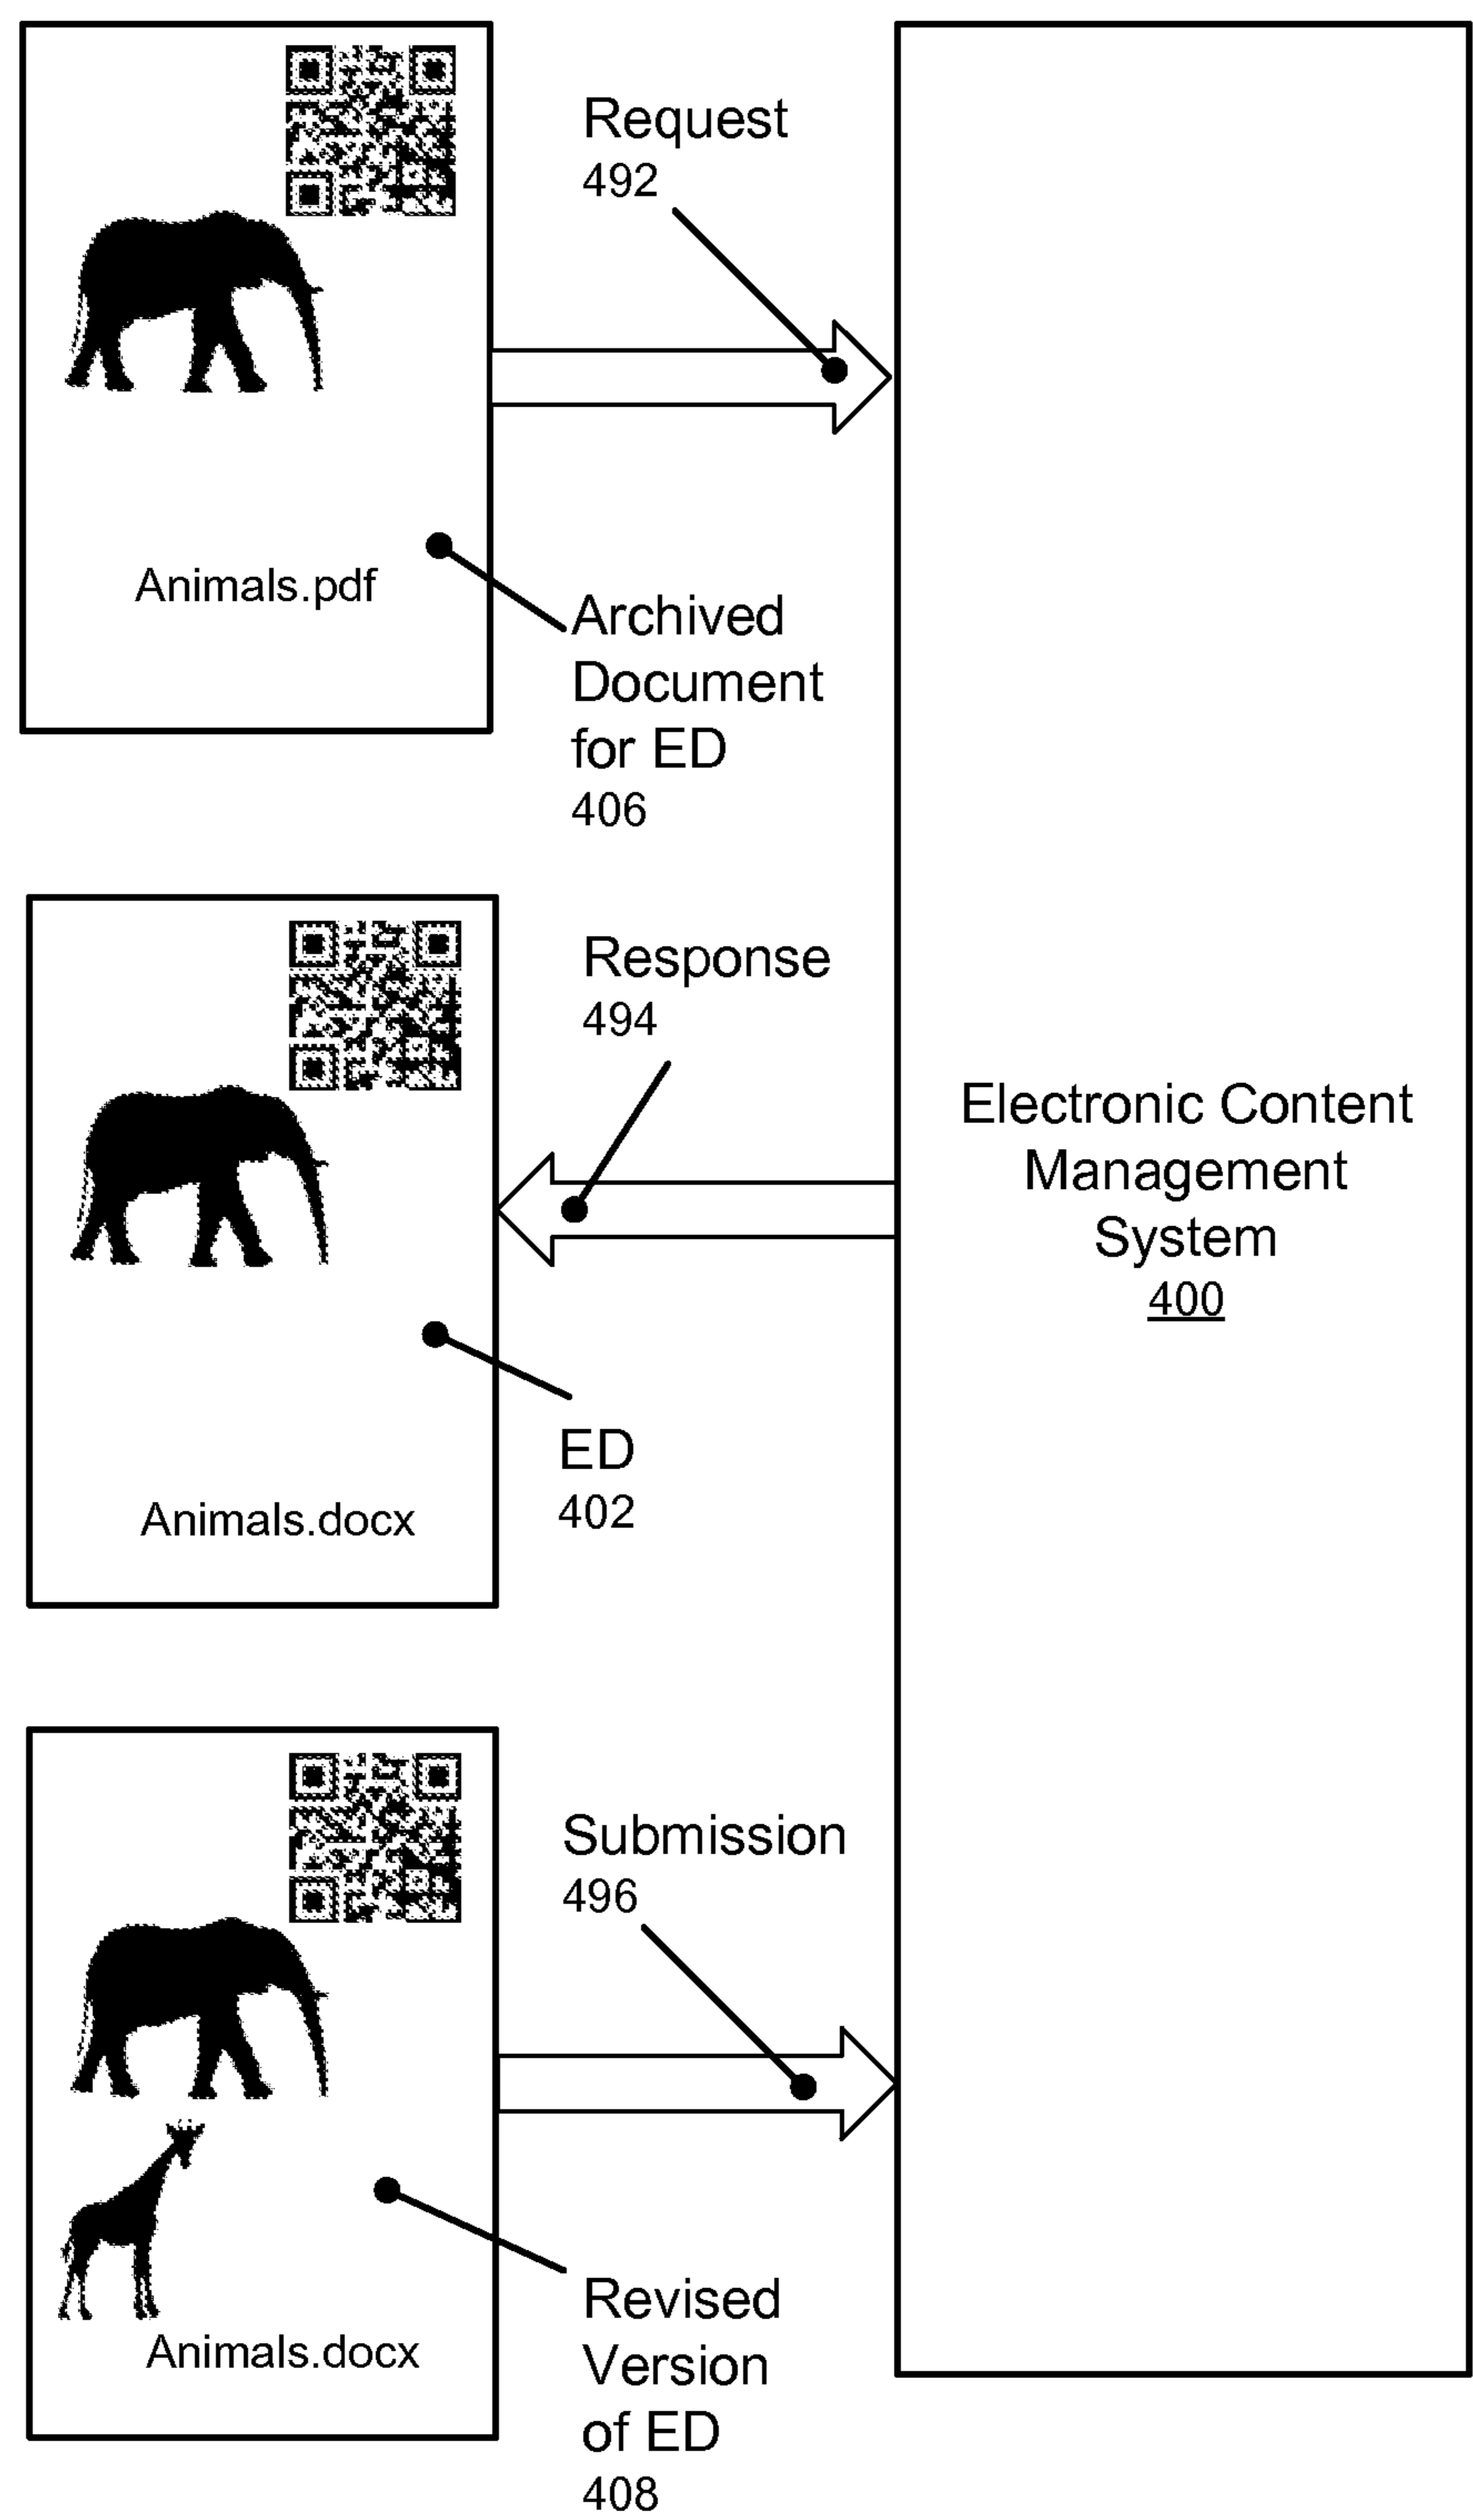 Request
492
Animals.pdf
Archived
Document
for ED
406
Response
494
Electronic Content
Management
System
400
ED
402
Animals.docx
Submission
496
Revised
Version
of ED
408
Animals.docx